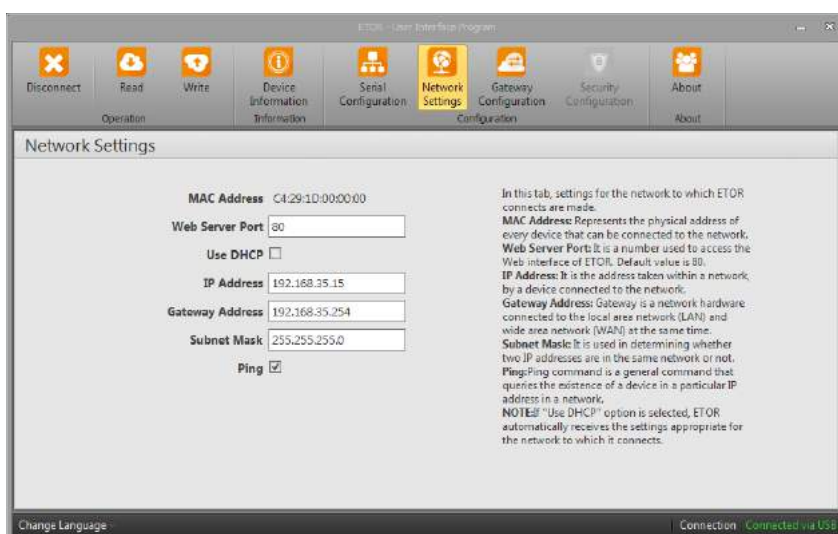 ETOR - User Interface Program
Disconnect
Read
Write
Device Information
Serial Configuration
Network Settings
Gateway Configuration
Security Configuration
About
Operation
Information
Configuration
About
Network Settings
MAC Address C4:29:1D:00:00:00
Web Server Port 80
Use DHCP
IP Address 192.168.35.15
Gateway Address 192.168.35.254
Subnet Mask 255.255.255.0
Ping
In this tab, settings for the network to which ETOR
connects are made.
MAC Address: Represents the physical address of
every device that can be connected to the network.
Web Server Port: It is a number used to access the
Web interface of ETOR. Default value is 80.
IP Address: It is the address taken within a network,
by a device connected to the network.
Gateway Address: Gateway is a network hardware
connected to the local area network (LAN) and
wide area network (WAN) at the same time.
Subnet Mask: It is used in determining whether
two IP addresses are in the same network or not.
Ping:Ping command is a general command that
queries the existence of a device in a particular IP
address in a network.
NOTE:If "Use DHCP" option is selected, ETOR
automatically receives the settings appropriate for
the network to which it connects.
Change Language
Connection Connected via USB